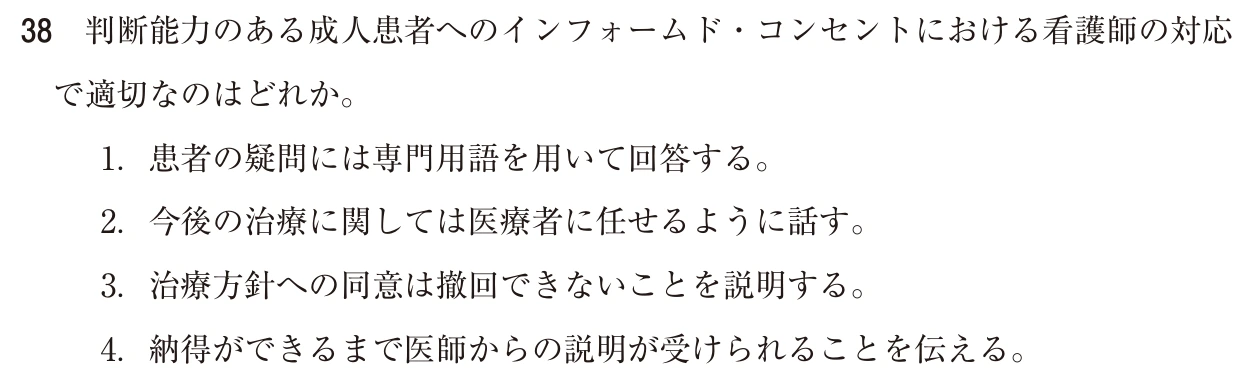 38 判断能力のある成人患者へのインフォームド・コンセントにおける看護師の対応
で適切なのはどれか。
1. 患者の疑問には専門用語を用いて回答する。
2. 今後の治療に関しては医療者に任せるように話す。
3. 治療方針への同意は撤回できないことを説明する。
4. 納得ができるまで医師からの説明が受けられることを伝える。